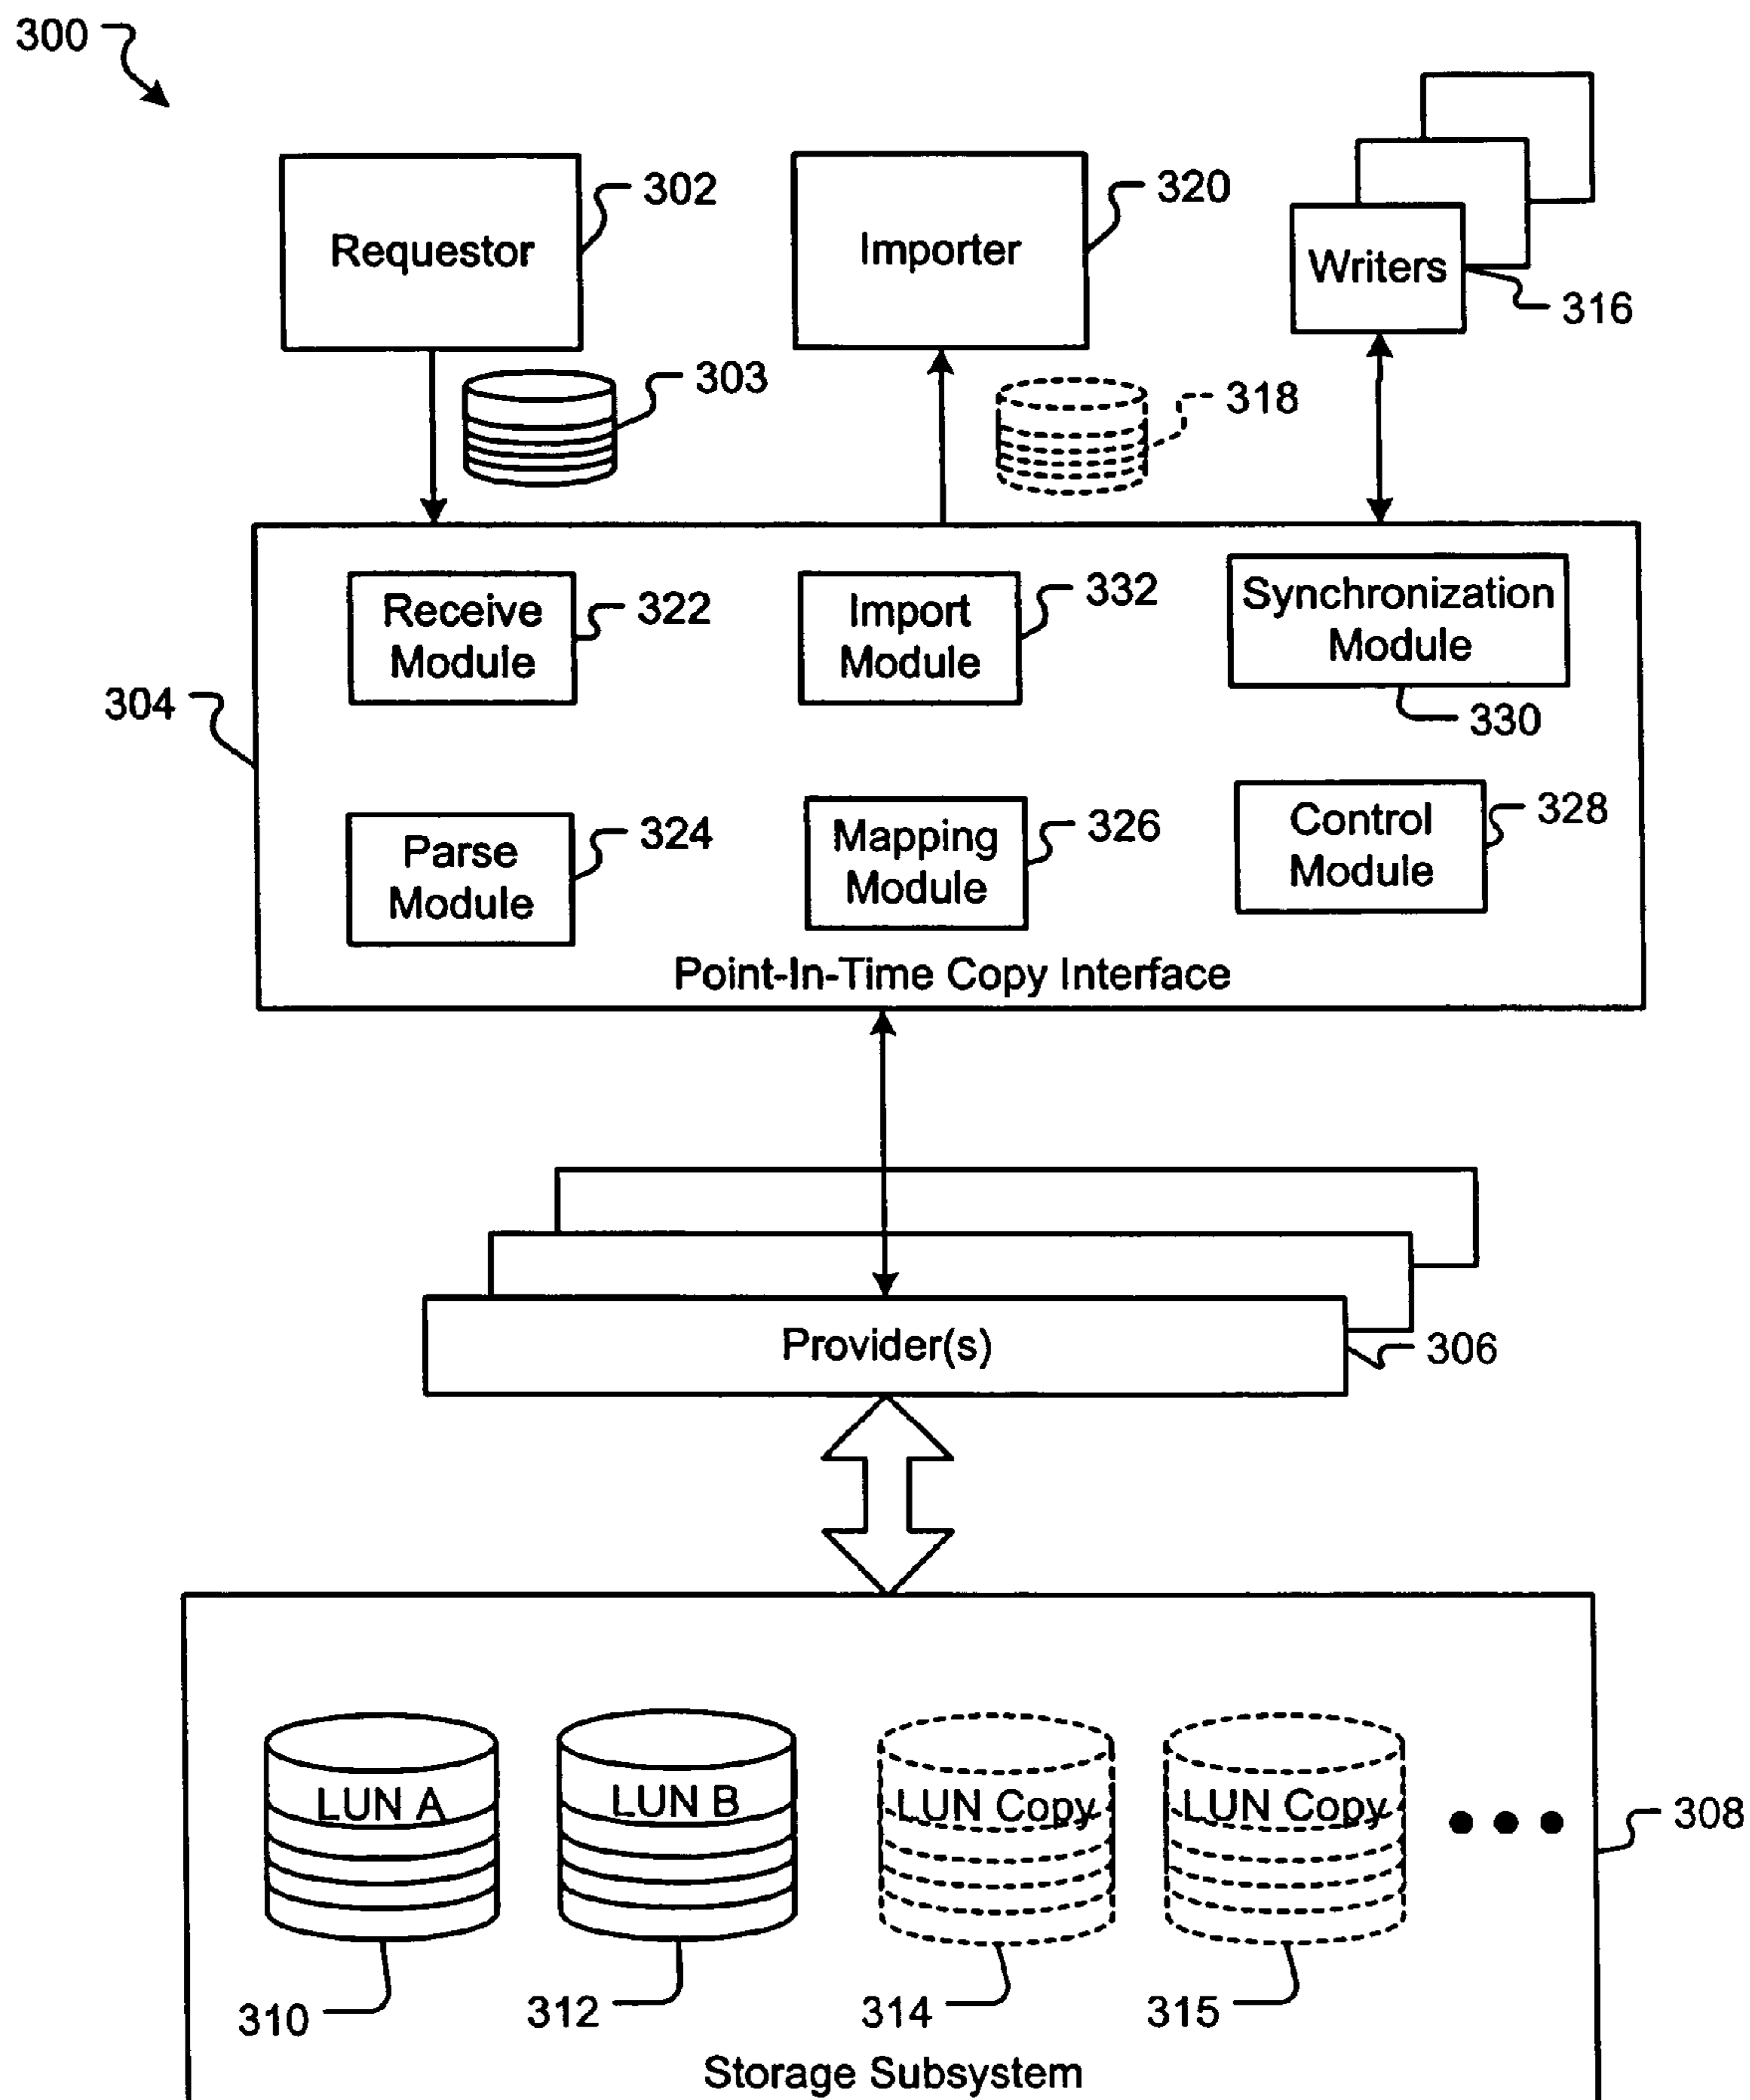 300
Requestor
302
Importer
320
Writers
316
303
318
Receive
Module
322
Import
Module
332
Synchronization
Module
330
304
Parse
Module
324
Mapping
Module
326
Control
Module
328
Point-In-Time Copy Interface
Provider(s)
306
LUN A
LUN B
LUN Copy
LUN Copy
308
310
312
314
315
Storage Subsystem